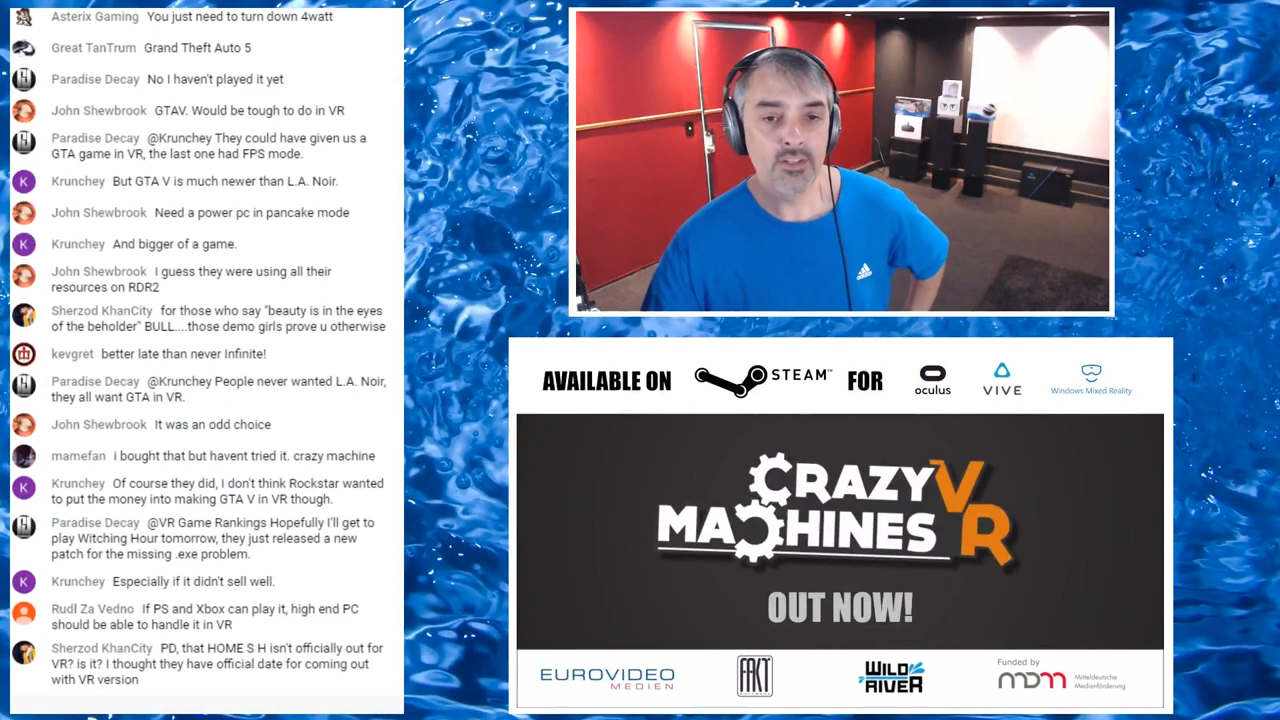 Asterix Gaming You just need to turn down 4watt
Great TanTrum Grand Theft Auto 5
Paradise Decay No I haven't played it yet
John Shewbrook GTAV. Would be tough to do in VR
Paradise Decay @Krunchey They could have given us a
GTA game in VR, the last one had FPS mode.
K
Krunchey But GTA V is much newer than L.A. Noir.
John Shewbrook Need a power pc in pancake mode
K
Krunchey And bigger of a game.
John Shewbrook I guess they were using all their
resources on RDR2
Sherzod KhanCity for those who say "beauty is in the eyes
of the beholder" BULL....those demo girls prove u otherwise
kevgret better late than never Infinite!
Paradise Decay @Krunchey People never wanted L.A. Noir,
they all want GTA in VR.
John Shewbrook It was an odd choice
mamefan i bought that but havent tried it. crazy machine
K
Krunchey Of course they did, I don't think Rockstar wanted
to put the money into making GTA V in VR though.
Paradise Decay @VR Game Rankings Hopefully I'll get to
play Witching Hour tomorrow, they just released a new
patch for the missing .exe problem.
K
Krunchey Especially if it didn't sell well.
Rudl Za Vedno If PS and Xbox can play it, high end PC
should be able to handle it in VR
Sherzod KhanCity PD, that HOME S H isn't officially out for
VR? is it? I thought they have official date for coming out
with VR version
adidas
AVAILABLE ON STEAM™ FOR
oculus
VIVE
Windows Mixed Reality
CRAZY VR
MACHINES
OUT NOW!
EUROVIDEO
MEDIEN
FAKT
SOFTWARE
WILD
RIVER
Funded by
mdm
Mitteldeutsche
Medienförderung